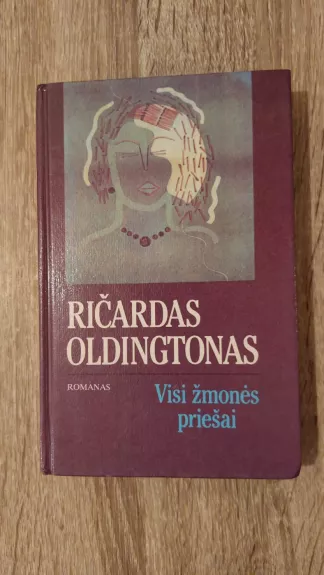 RIČARDAS
OLDINGTONAS
ROMANAS
Visi žmonės
priešai